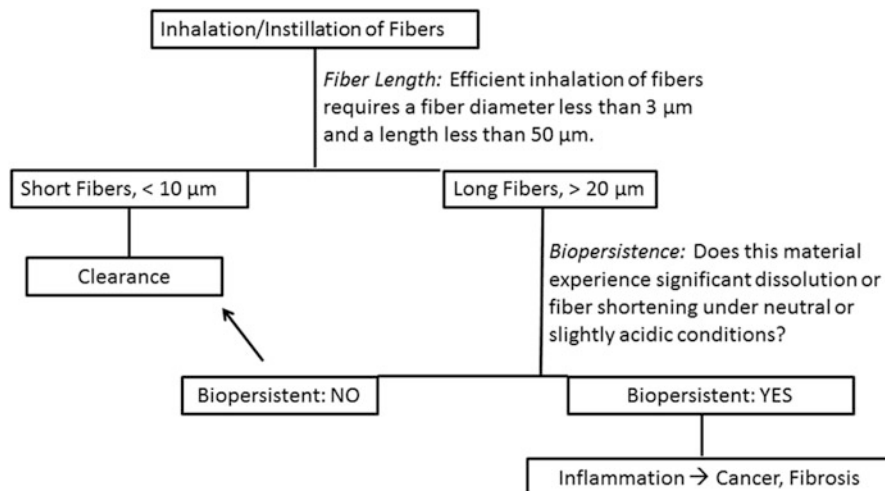 Inhalation/Instillation of Fibers
Fiber Length: Efficient inhalation of fibers
requires a fiber diameter less than 3 µm
and a length less than 50 µm.
Short Fibers, < 10 µm
Long Fibers, > 20 µm
Clearance
Biopersistence: Does this material
experience significant dissolution or
fiber shortening under neutral or
slightly acidic conditions?
Biopersistent: NO
Biopersistent: YES
Inflammation → Cancer, Fibrosis